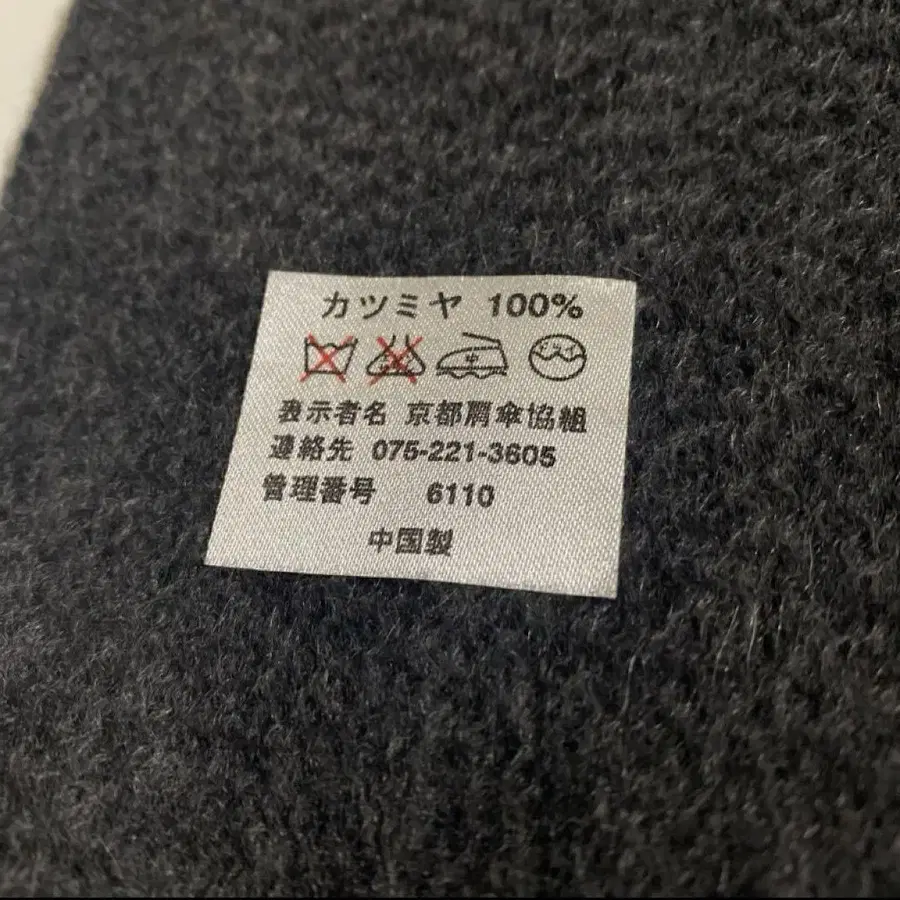 カツミヤ 100%
中
表示者名 京都肩傘協組
連絡先 075-221-3605
管理番号 6110
中国製